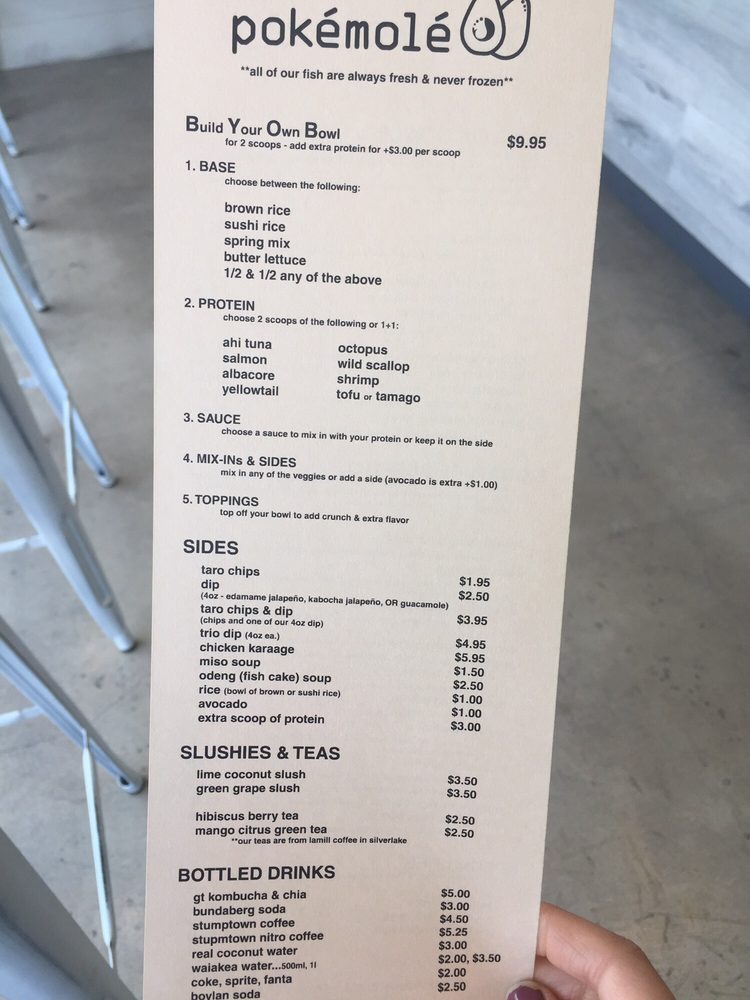 pokémolé
**all of our fish are always fresh & never frozen**
Build Your Own Bowl $9.95
for 2 scoops - add extra protein for +$3.00 per scoop
1. BASE
choose between the following:
brown rice
sushi rice
spring mix
butter lettuce
1/2 & 1/2 any of the above
2. PROTEIN
choose 2 scoops of the following or 1+1:
ahi tuna octopus
salmon wild scallop
albacore shrimp
yellowtail tofu or tamago
3. SAUCE
choose a sauce to mix in with your protein or keep it on the side
4. MIX-INs & SIDES
mix in any of the veggies or add a side (avocado is extra +$1.00)
5. TOPPINGS
top off your bowl to add crunch & extra flavor
SIDES
taro chips $1.95
dip $2.50
(4oz - edamame jalapeño, kabocha jalapeño, OR guacamole)
taro chips & dip $3.95
(chips and one of our 4oz dip)
trio dip (4oz ea.) $4.95
chicken karaage $5.95
miso soup $1.50
odeng (fish cake) soup $2.50
rice (bowl of brown or sushi rice) $1.00
avocado $1.00
extra scoop of protein $3.00
SLUSHIES & TEAS
lime coconut slush $3.50
green grape slush $3.50
hibiscus berry tea $2.50
mango citrus green tea $2.50
**our teas are from lamill coffee in silverlake
BOTTLED DRINKS
gt kombucha & chia $5.00
bundaberg soda $3.00
stumptown coffee $4.50
stupmtown nitro coffee $5.25
real coconut water $3.00
waiakea water...500ml, 1l $2.00, $3.50
coke, sprite, fanta $2.00
boylan soda $2.50